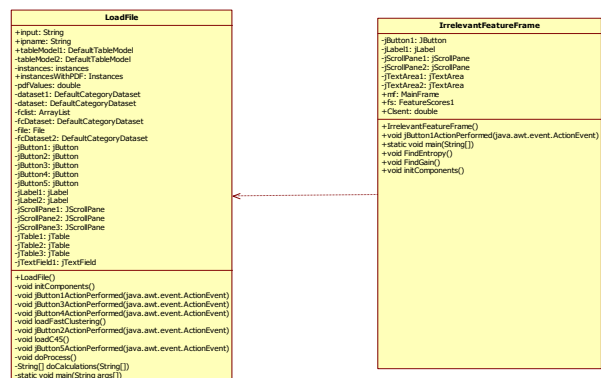 LoadFile
+input: String
+ipname: String
+tableModel1: DefaultTableModel
-tableModel2: DefaultTableModel
-instances: instances
+instancesWithPDF: Instances
-pdfValues: double
-dataset1: DefaultCategoryDataset
-dataset: DefaultCategoryDataset
-fclist: ArrayList
-fcDataset: DefaultCategoryDataset
-file: File
-fcDataset2: DefaultCategoryDataset
-jButton1: jButton
-jButton2: jButton
-jButton3: jButton
-jButton4: jButton
-jButton5: jButton
-jLabel1: jLabel
-jLabel2: jLabel
-jScrollPane1: JScrollPane
-jScrollPane2: JScrollPane
-jScrollPane3: JScrollPane
-jTable1: jTable
-jTable2: jTable
-jTable3: jTable
-jTextField1: jTextField
+LoadFile()
-void initComponents()
-void jButton1ActionPerformed(java.awt.event.ActionEvent)
-void jButton3ActionPerformed(java.awt.event.ActionEvent)
-void jButton4ActionPerformed(java.awt.event.ActionEvent)
-void loadFastClustering()
-void jButton2ActionPerformed(java.awt.event.ActionEvent)
-void loadC45()
-void jButton5ActionPerformed(java.awt.event.ActionEvent)
-void doProcess()
-String[] doCalculations(String[])
-static void main(String args[])
IrrelevantFeatureFrame
-jButton1: JButton
-jLabel1: jLabel
-jScrollPane1: jScrollPane
-jScrollPane2: jScrollPane
-jTextArea1: jTextArea
-jTextArea2: jTextArea
+mf: MainFrame
+fs: FeatureScores1
+Clsent: double
+IrrelevantFeatureFrame()
+void jButton1ActionPerformed(java.awt.event.ActionEvent)
+static void main(String[])
+void FindEntropy()
+void FindGain()
+void initComponents()